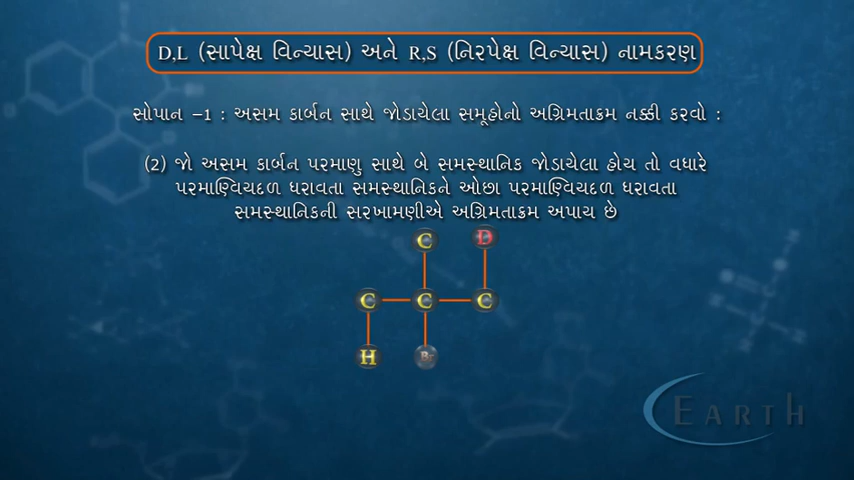 D,L (સાપેક્ષ વિન્યાસ) અને R,S (નિરપેક્ષ વિન્યાસ) નામકરણ
સોપાન –1 : અસમ કાર્બન સાથે જોડાયેલા સમૂહોનો અગ્રિમતાક્રમ નક્કી કરવો :
(2) જો અસમ કાર્બન પરમાણુ સાથે બે સમસ્થાનિક જોડાયેલા હોય તો વધારે
પરમાણ્વિયદળ ધરાવતા સમસ્થાનિકને ઓછા પરમાણ્વિયદળ ધરાવતા
સમસ્થાનિકની સરખામણીએ અગ્રિમતાક્રમ અપાય છે
C D
C C C
H Br
EARTH